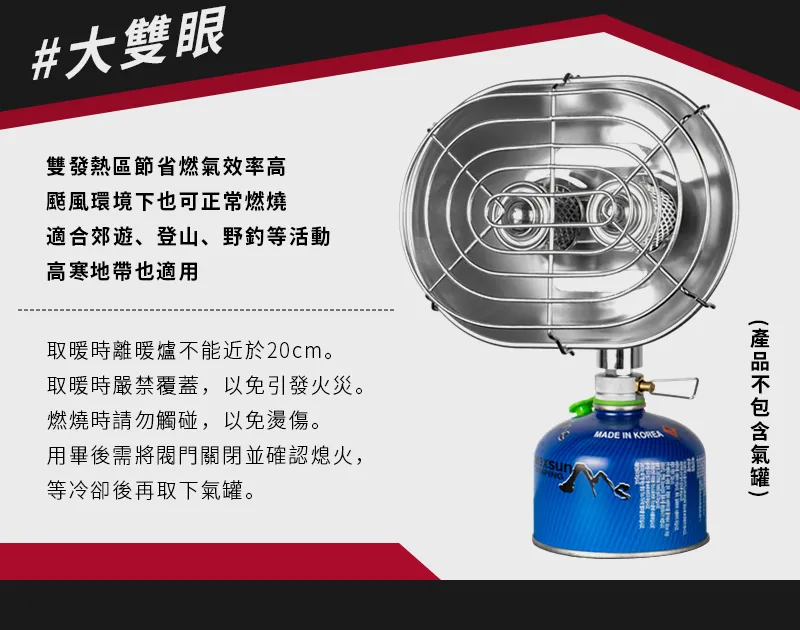 #大雙眼
雙發熱區節省燃氣效率高
颳風環境下也可正常燃燒
適合郊遊、登山、野釣等活動
高寒地帶也適用
取暖時離暖爐不能近於20cm。
取暖時嚴禁覆蓋，以免引發火災。
燃燒時請勿觸碰，以免燙傷。
用畢後需將閥門關閉並確認熄火，
等冷卻後再取下氣罐。
(產品不包含氣罐)
MADE IN KOREA